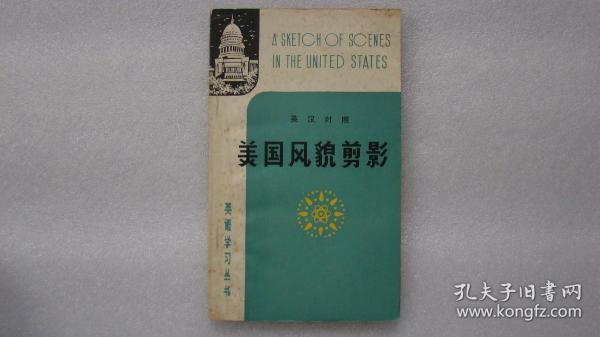 A SKETCH OF SCENES
IN THE UNITED STATES
英汉对照
美国风貌剪影
英语学习丛书
孔夫子旧书网
www.kongfz.com